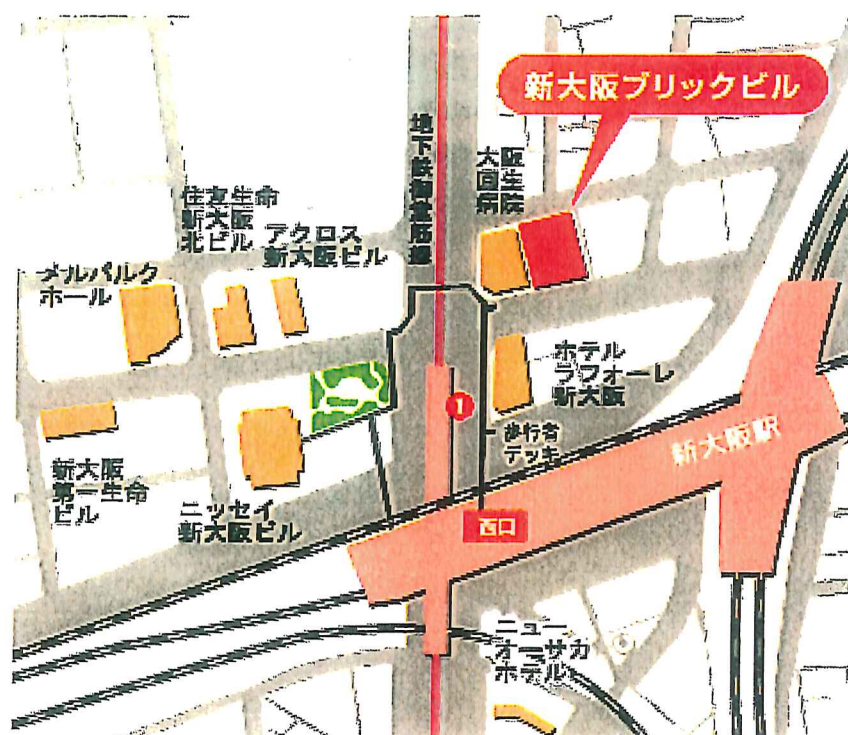 新大阪ブリックビル
地下鉄御堂筋線
大阪
回生
病院
住友生命
新大阪
北ビル
アクロス
新大阪ビル
メルパルク
ホール
ホテル
ラフォーレ
新大阪
1
歩行者
デッキ
新大阪駅
新大阪
第一生命
ビル
ニッセイ
新大阪ビル
西口
ニュー
オーサカ
ホテル